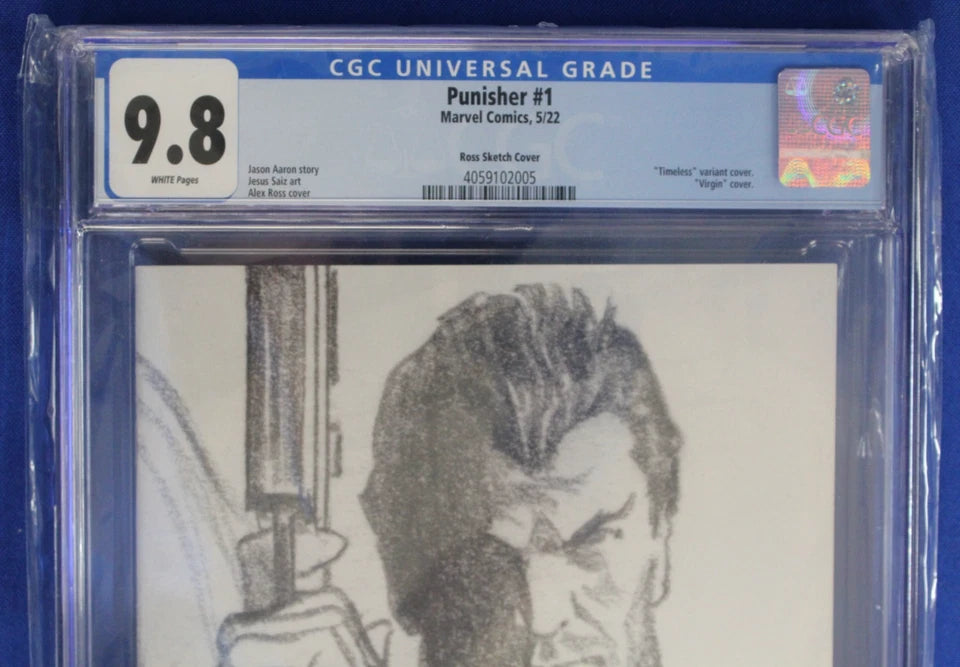 CGC UNIVERSAL GRADE
9.8
WHITE Pages
Punisher #1
Marvel Comics, 5/22
Ross Sketch Cover
4059102005
Jason Aaron story
Jesus Saiz art
Alex Ross cover
"Timeless" variant cover.
"Virgin" cover.
CGC